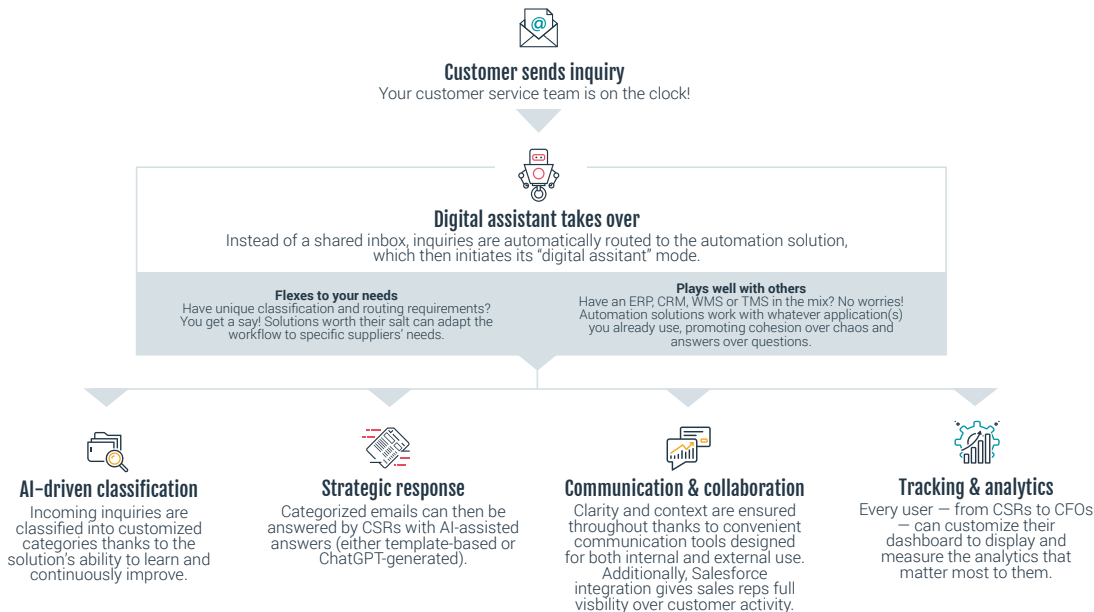 @
Customer sends inquiry
Your customer service team is on the clock!
Digital assistant takes over
Instead of a shared inbox, inquiries are automatically routed to the automation solution,
which then initiates its “digital assitant” mode.
Flexes to your needs
Have unique classification and routing requirements?
You get a say! Solutions worth their salt can adapt the
workflow to specific suppliers’ needs.
Plays well with others
Have an ERP, CRM, WMS or TMS in the mix? No worries!
Automation solutions work with whatever application(s)
you already use, promoting cohesion over chaos and
answers over questions.
AI-driven classification
Incoming inquiries are
classified into customized
categories thanks to the
solution’s ability to learn and
continuously improve.
Strategic response
Categorized emails can then be
answered by CSRs with AI-assisted
answers (either template-based or
ChatGPT-generated).
Communication & collaboration
Clarity and context are ensured
throughout thanks to convenient
communication tools designed
for both internal and external use.
Additionally, Salesforce
integration gives sales reps full
visbility over customer activity.
Tracking & analytics
Every user — from CSRs to CFOs
— can customize their
dashboard to display and
measure the analytics that
matter most to them.